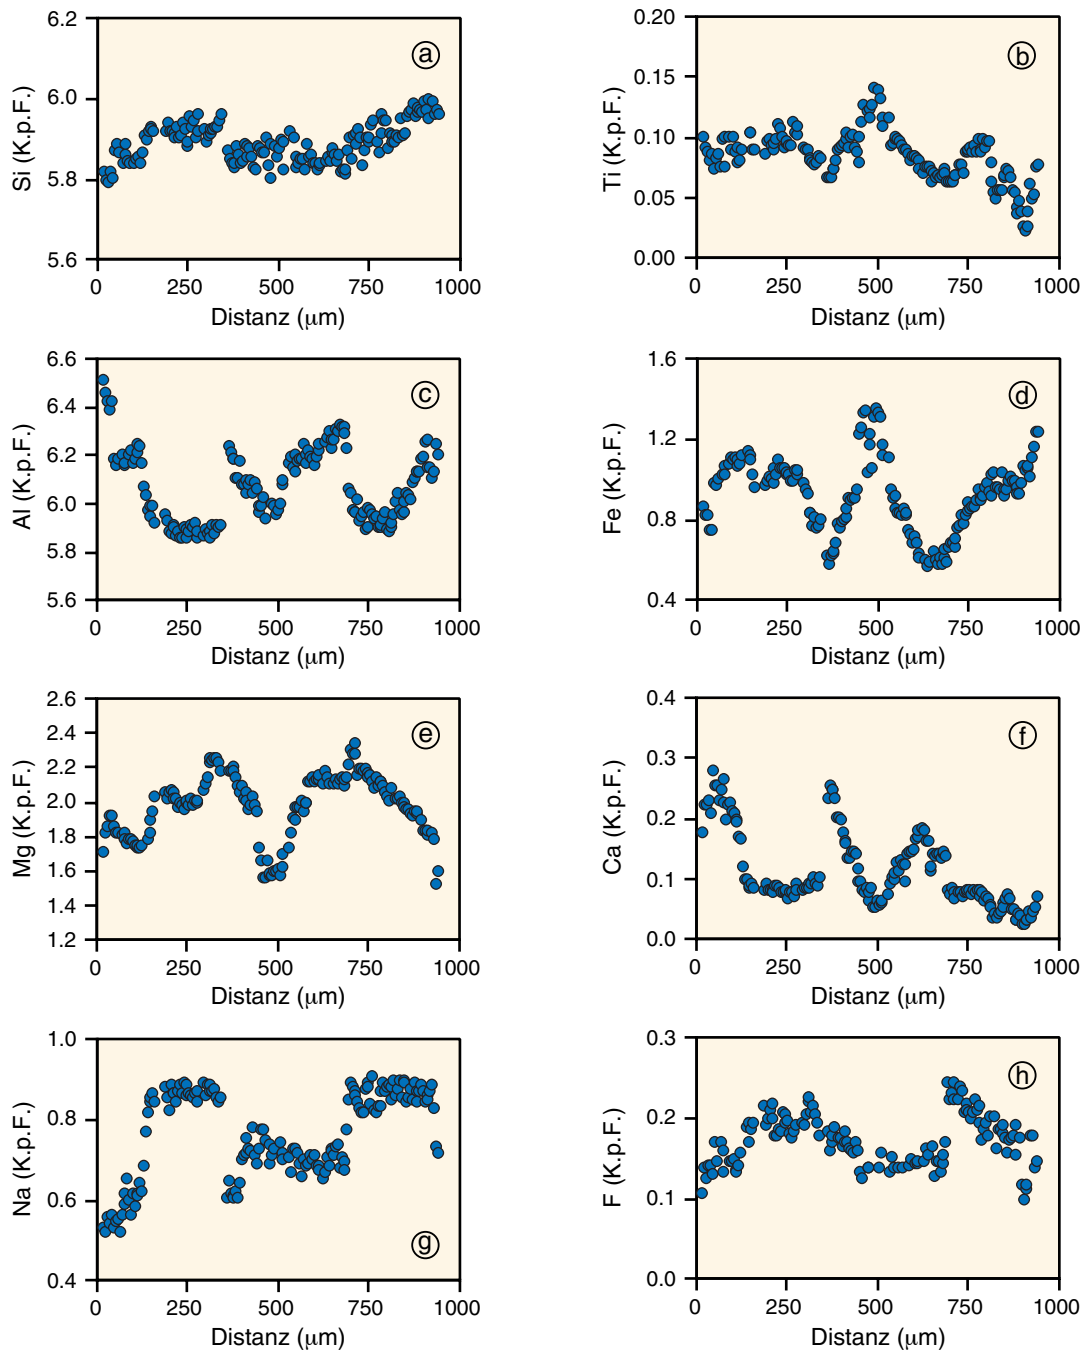 6.2
6.0
5.8
5.6
Si (K.p.F.)
a
0 250 500 750 1000
Distanz (μm)
0.20
0.15
0.10
0.05
0.00
Ti (K.p.F.)
b
0 250 500 750 1000
Distanz (μm)
6.6
6.4
6.2
6.0
5.8
5.6
Al (K.p.F.)
c
0 250 500 750 1000
Distanz (μm)
1.6
1.2
0.8
0.4
Fe (K.p.F.)
d
0 250 500 750 1000
Distanz (μm)
2.6
2.4
2.2
2.0
1.8
1.6
1.4
1.2
Mg (K.p.F.)
e
0 250 500 750 1000
Distanz (μm)
0.4
0.3
0.2
0.1
0.0
Ca (K.p.F.)
f
0 250 500 750 1000
Distanz (μm)
1.0
0.8
0.6
0.4
Na (K.p.F.)
g
0 250 500 750 1000
Distanz (μm)
0.3
0.2
0.1
0.0
F (K.p.F.)
h
0 250 500 750 1000
Distanz (μm)